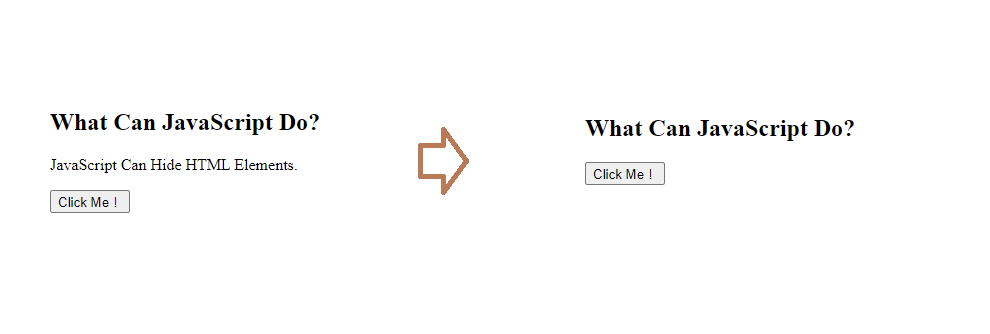 What Can JavaScript Do?
JavaScript Can Hide HTML Elements.
Click Me !
What Can JavaScript Do?
Click Me !